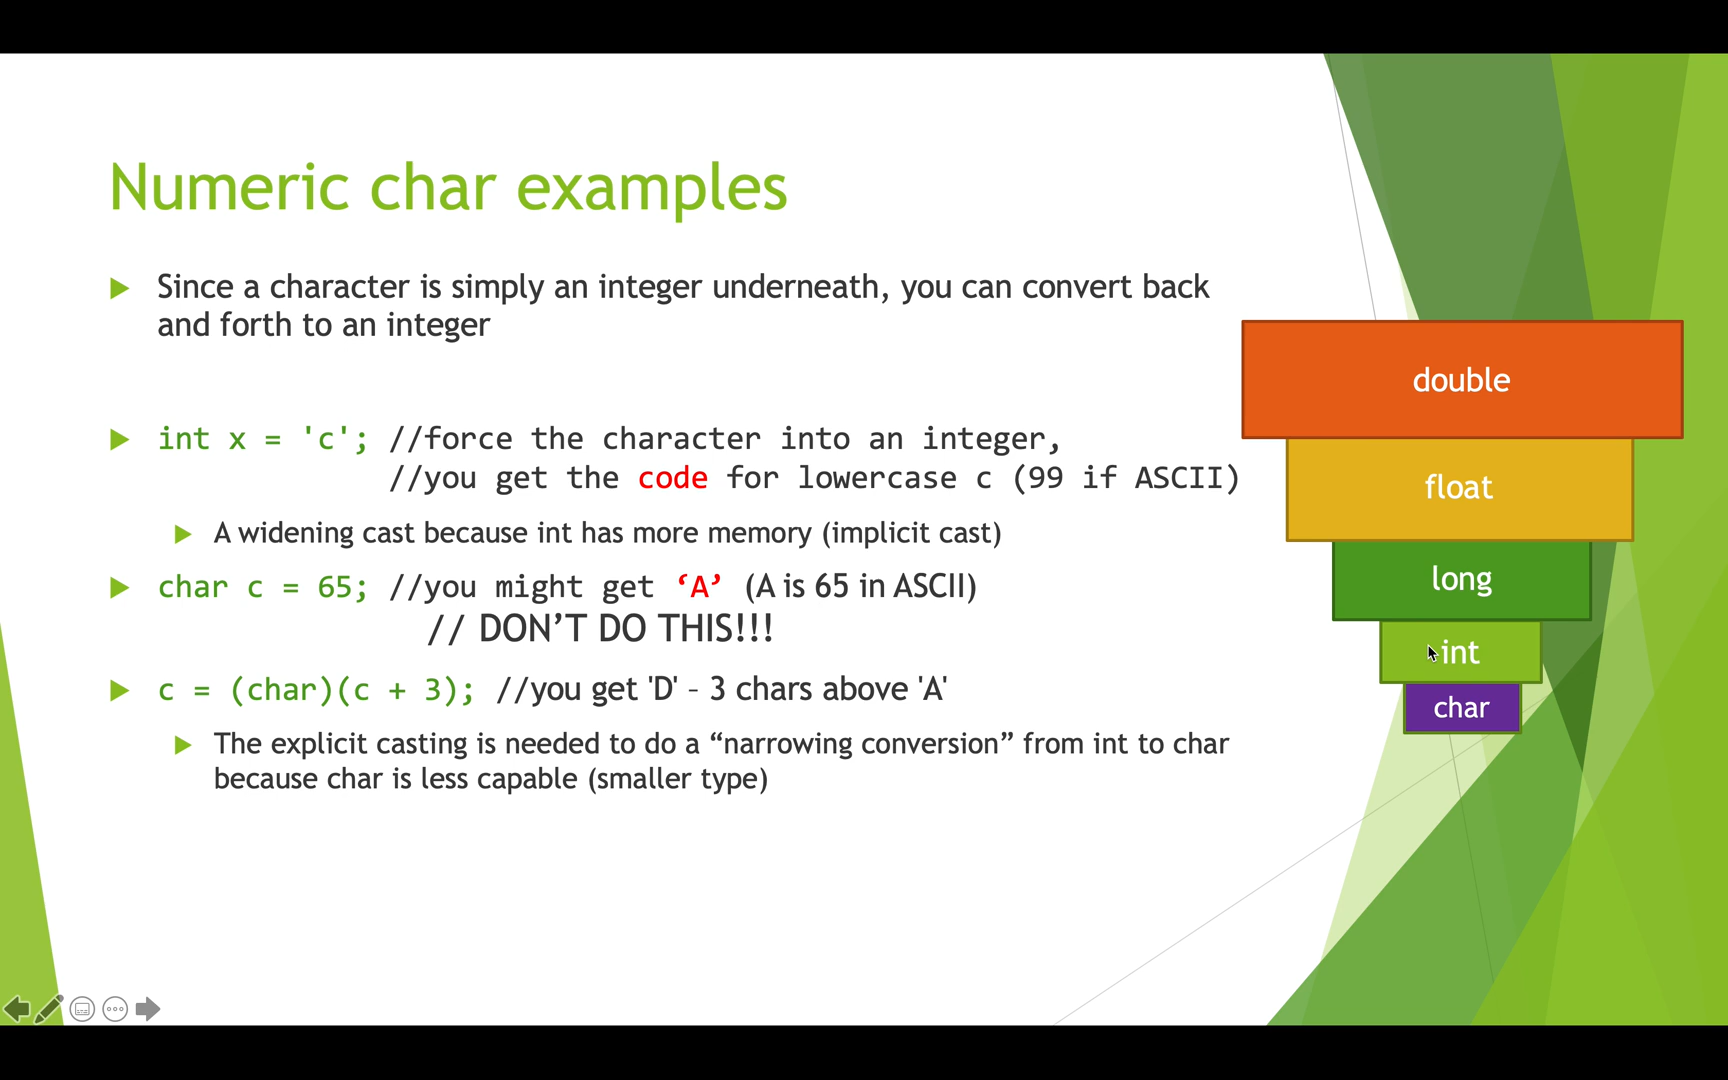 Numeric char examples
Since a character is simply an integer underneath, you can convert back
and forth to an integer
int x = 'c'; //force the character into an integer,
//you get the code for lowercase c (99 if ASCII)
A widening cast because int has more memory (implicit cast)
char c = 65; //you might get ‘A’ (A is 65 in ASCII)
// DON’T DO THIS!!!
c = (char)(c + 3); //you get 'D' – 3 chars above 'A'
The explicit casting is needed to do a “narrowing conversion” from int to char
because char is less capable (smaller type)
double
float
long
int
char